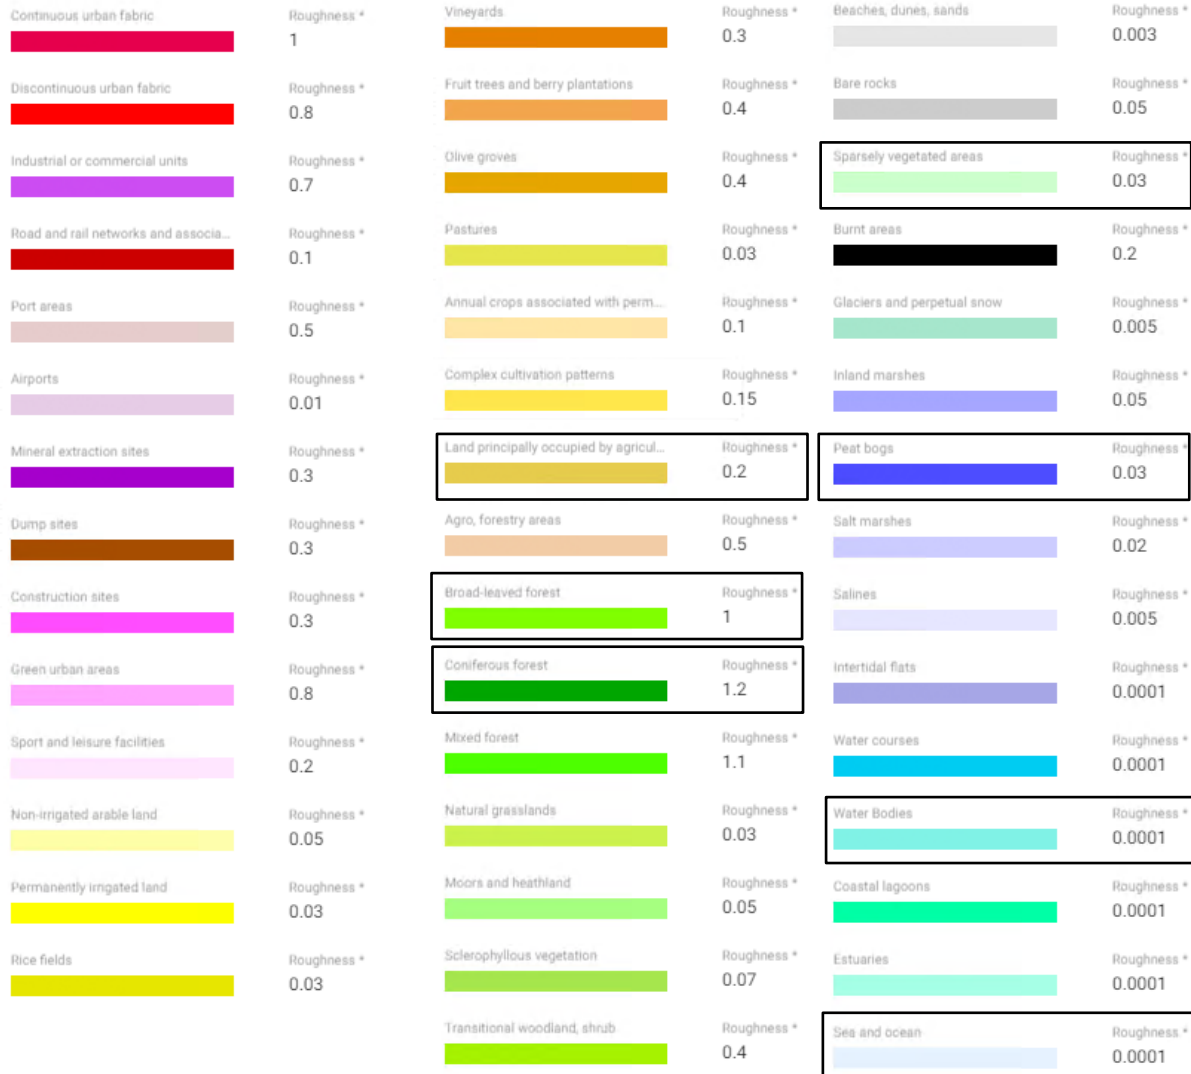 Continuous urban fabric Roughness *
1
Discontinuous urban fabric Roughness *
0.8
Industrial or commercial units Roughness *
0.7
Road and rail networks and associa... Roughness *
0.1
Port areas Roughness *
0.5
Airports Roughness *
0.01
Mineral extraction sites Roughness *
0.3
Dump sites Roughness *
0.3
Construction sites Roughness *
0.3
Green urban areas Roughness *
0.8
Sport and leisure facilities Roughness *
0.2
Non-irrigated arable land Roughness *
0.05
Permanently irrigated land Roughness *
0.03
Rice fields Roughness *
0.03
Vineyards Roughness *
0.3
Fruit trees and berry plantations Roughness *
0.4
Olive groves Roughness *
0.4
Pastures Roughness *
0.03
Annual crops associated with perm... Roughness *
0.1
Complex cultivation patterns Roughness *
0.15
Land principally occupied by agricul... Roughness *
0.2
Agro, forestry areas Roughness *
0.5
Broad-leaved forest Roughness *
1
Coniferous forest Roughness *
1.2
Mixed forest Roughness *
1.1
Natural grasslands Roughness *
0.03
Moors and heathland Roughness *
0.05
Sclerophyllous vegetation Roughness *
0.07
Transitional woodland, shrub Roughness *
0.4
Beaches, dunes, sands Roughness *
0.003
Bare rocks Roughness *
0.05
Sparsely vegetated areas Roughness *
0.03
Burnt areas Roughness *
0.2
Glaciers and perpetual snow Roughness *
0.005
Inland marshes Roughness *
0.05
Peat bogs Roughness *
0.03
Salt marshes Roughness *
0.02
Salines Roughness *
0.005
Intertidal flats Roughness *
0.0001
Water courses Roughness *
0.0001
Water Bodies Roughness *
0.0001
Coastal lagoons Roughness *
0.0001
Estuaries Roughness *
0.0001
Sea and ocean Roughness *
0.0001